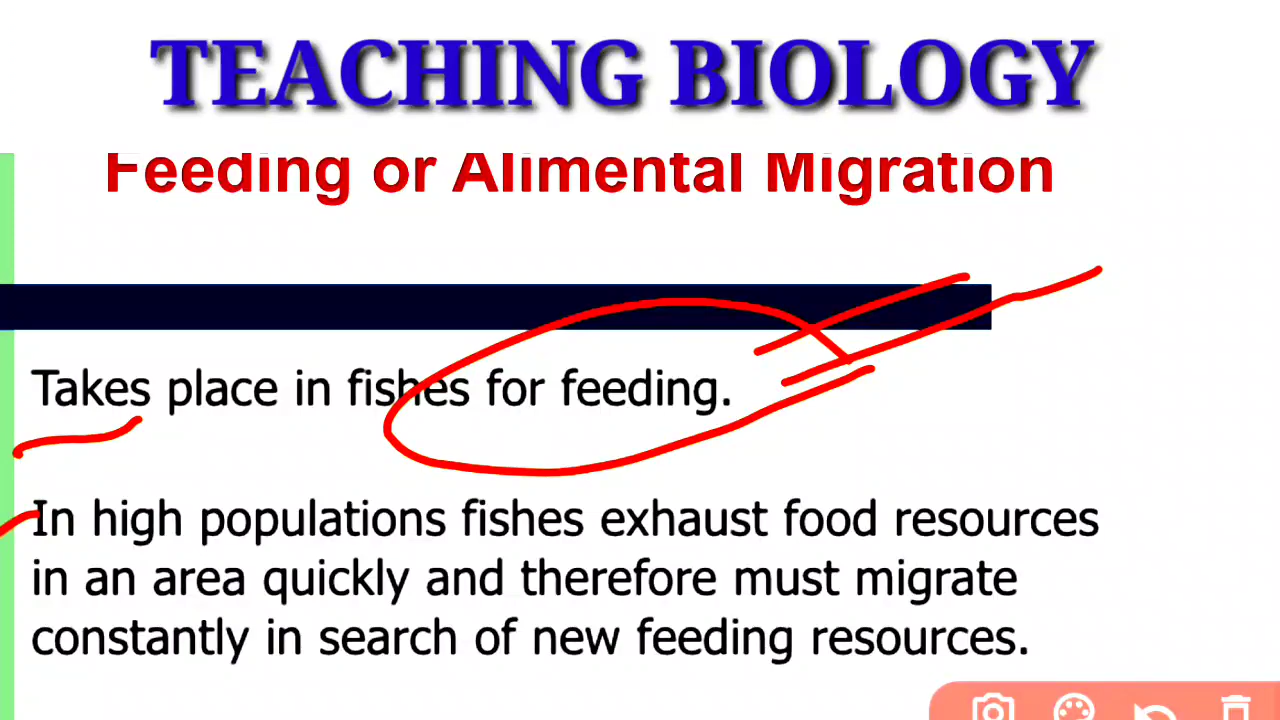 TEACHING BIOLOGY
Feeding or Alimental Migration
Takes place in fishes for feeding.
In high populations fishes exhaust food resources
in an area quickly and therefore must migrate
constantly in search of new feeding resources.